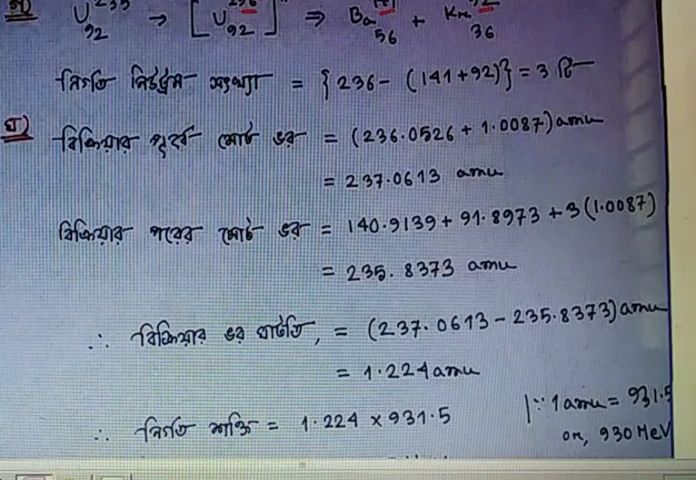 U 235 → [U 236] ⇒ Ba 141 + Kr 92
92 92 56 36
নির্গত নিউট্রন সংখ্যা = {236 - (141+92)} = 3 টি
ঘ) বিক্রিয়ার পূর্বে মোট ভর = (236.0526 + 1.0087) amu
= 237.0613 amu
বিক্রিয়ার পরের মোট ভর = 140.9139 + 91.8973 + 3(1.0087)
= 235.8373 amu
∴ বিক্রিয়ার ভর ঘাটতি, = (237.0613 - 235.8373) amu
= 1.224 amu
∴ নির্গত শক্তি = 1.224 x 931.5 |∵ 1 amu = 931.5
or, 930 MeV